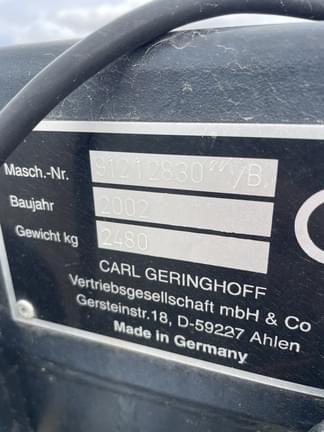 Masch.-Nr. 91212830"/B.
Baujahr 2002
Gewicht kg 2480
CARL GERINGHOFF
Vertriebsgesellschaft mbH & Co
Gersteinstr.18, D-59227 Ahlen
Made in Germany